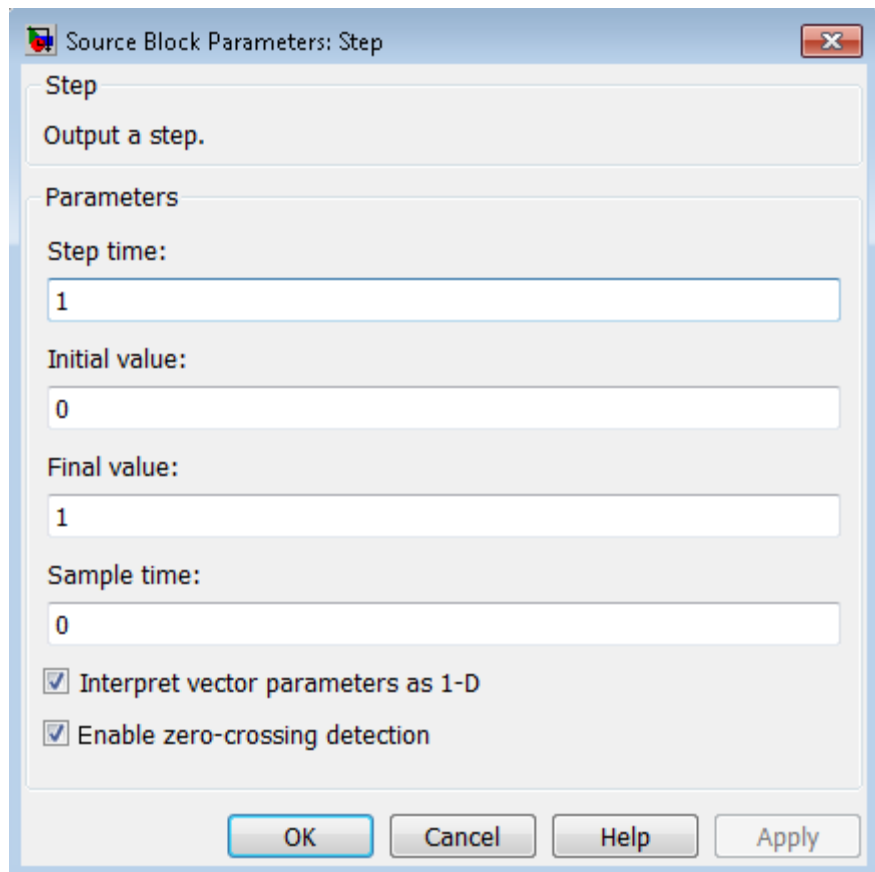 Source Block Parameters: Step
Step
Output a step.
Parameters
Step time:
1
Initial value:
0
Final value:
1
Sample time:
0
Interpret vector parameters as 1-D
Enable zero-crossing detection
OK Cancel Help Apply